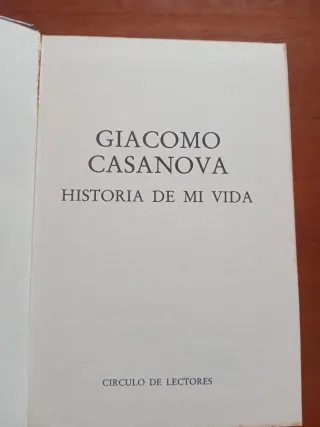 GIACOMO
CASANOVA
HISTORIA DE MI VIDA
CIRCULO DE LECTORES